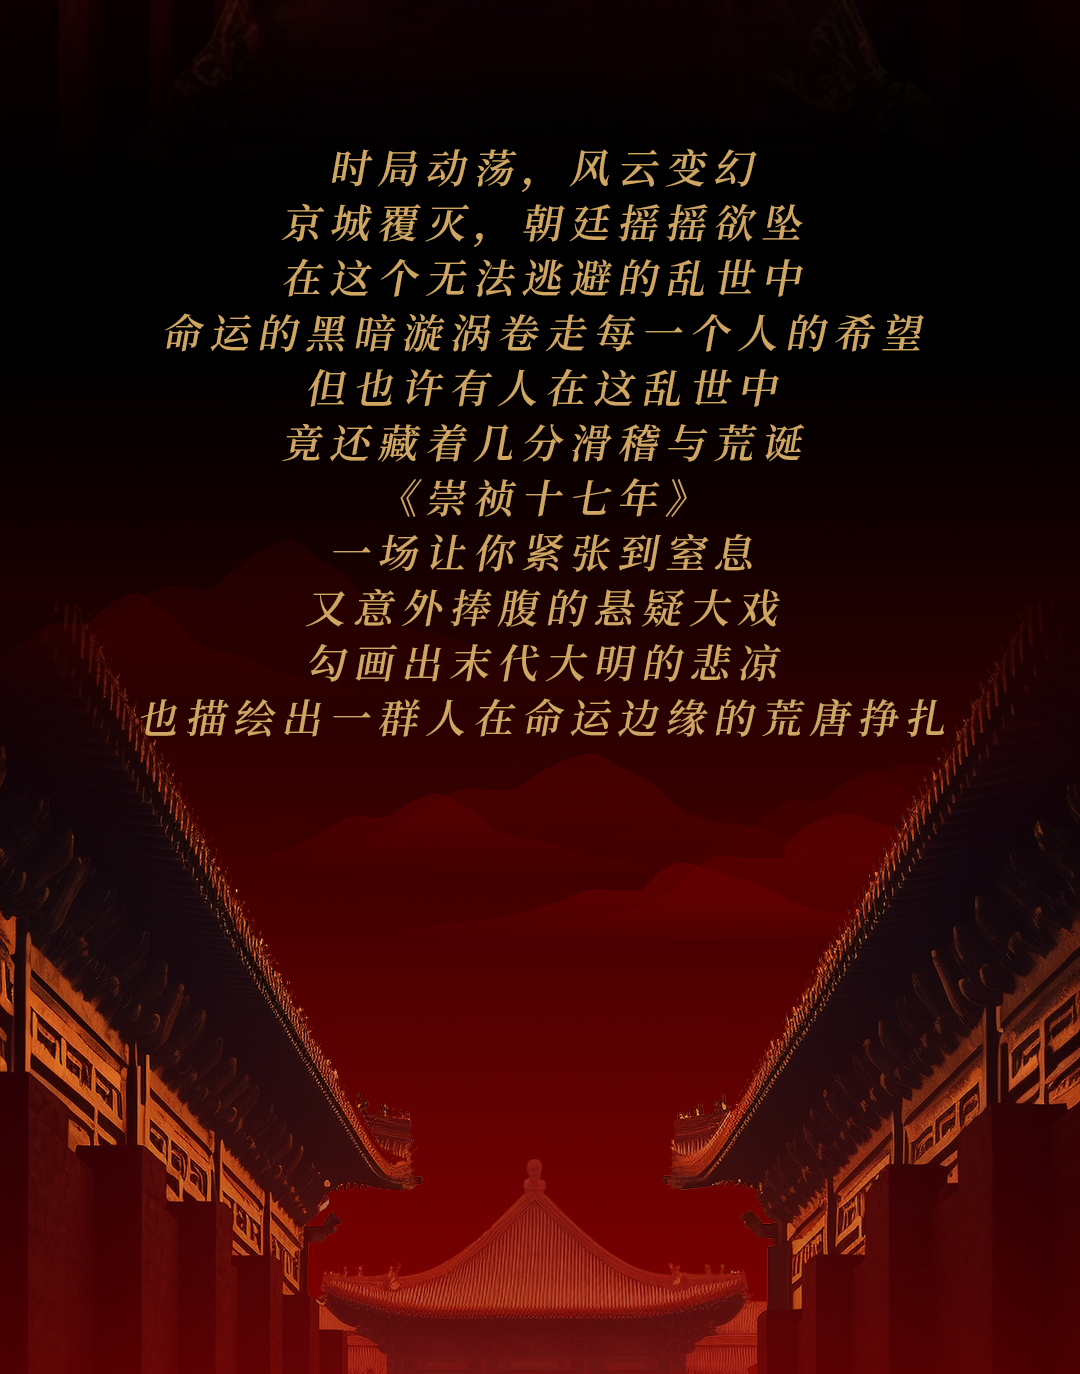 时局动荡，风云变幻
京城覆灭，朝廷摇摇欲坠
在这个无法逃避的乱世中
命运的黑暗漩涡卷走每一个人的希望
但也许有人在这乱世中
竟还藏着几分滑稽与荒诞
《崇祯十七年》
一场让你紧张到窒息
又意外捧腹的悬疑大戏
勾画出末代大明的悲凉
也描绘出一群人在命运边缘的荒唐挣扎